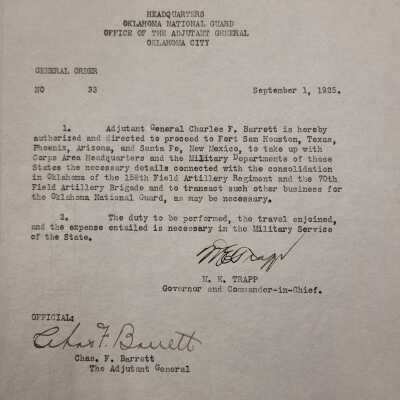 HEADQUARTERS
OKLAHOMA NATIONAL GUARD
OFFICE OF THE ADJUTANT GENERAL
OKLAHOMA CITY
GENERAL ORDER
NO 33 September 1, 1925.
1. Adjutant General Charles F. Barrett is hereby
authorized and directed to proceed to Fort Sam Houston, Texas,
Phoenix, Arizona, and Santa Fe, New Mexico, to take up with
Corps Area Headquarters and the Military Departments of those
States the necessary details connected with the consolidation
in Oklahoma of the 158th Field Artillery Regiment and the 70th
Field Artillery Brigade and to transact such other business for
the Oklahoma National Guard, as may be necessary.
2. The duty to be performed, the travel enjoined,
and the expense entailed is necessary in the Military Service
of the State.
M E Trapp
M. E. TRAPP
Governor and Commander-in-Chief.
OFFICIAL:
Chas. F. Barrett
Chas. F. Barrett
The Adjutant General